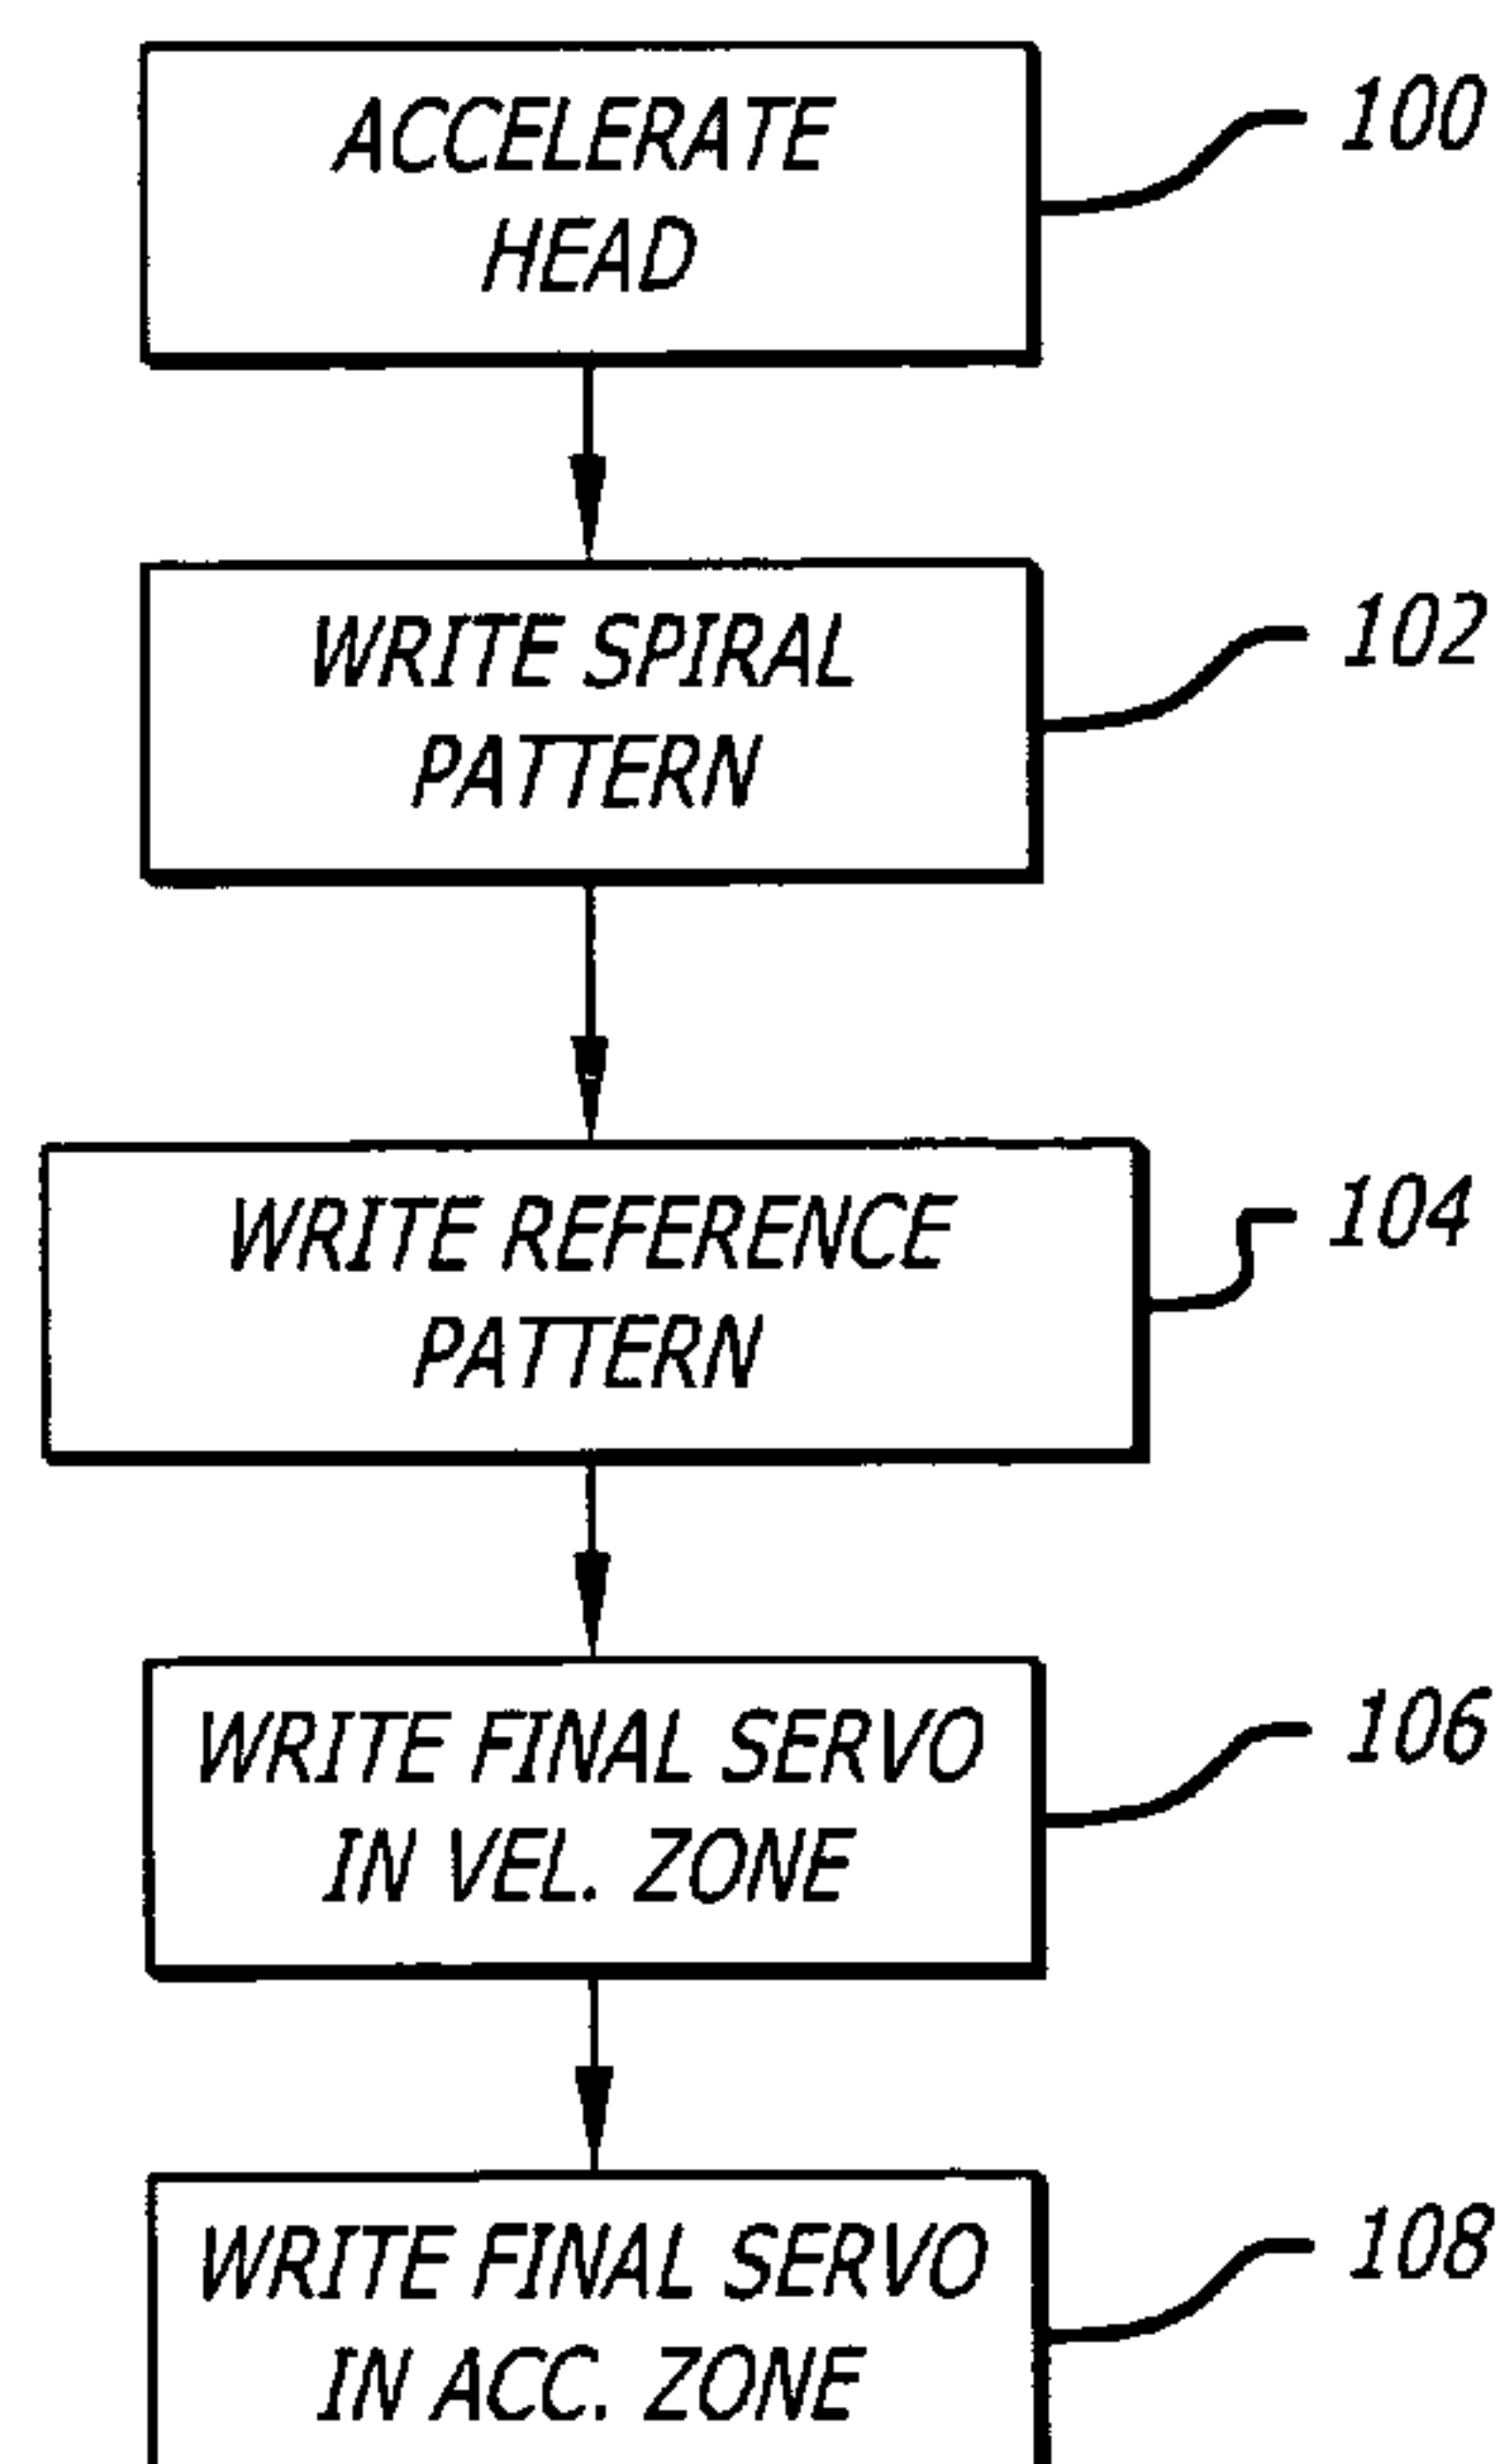 ACCELERATE
HEAD
100
WRITE SPIRAL
PATTERN
102
WRITE REFERENCE
PATTERN
104
WRITE FINAL SERVO
IN VEL. ZONE
106
WRITE FINAL SERVO
IN ACC. ZONE
108